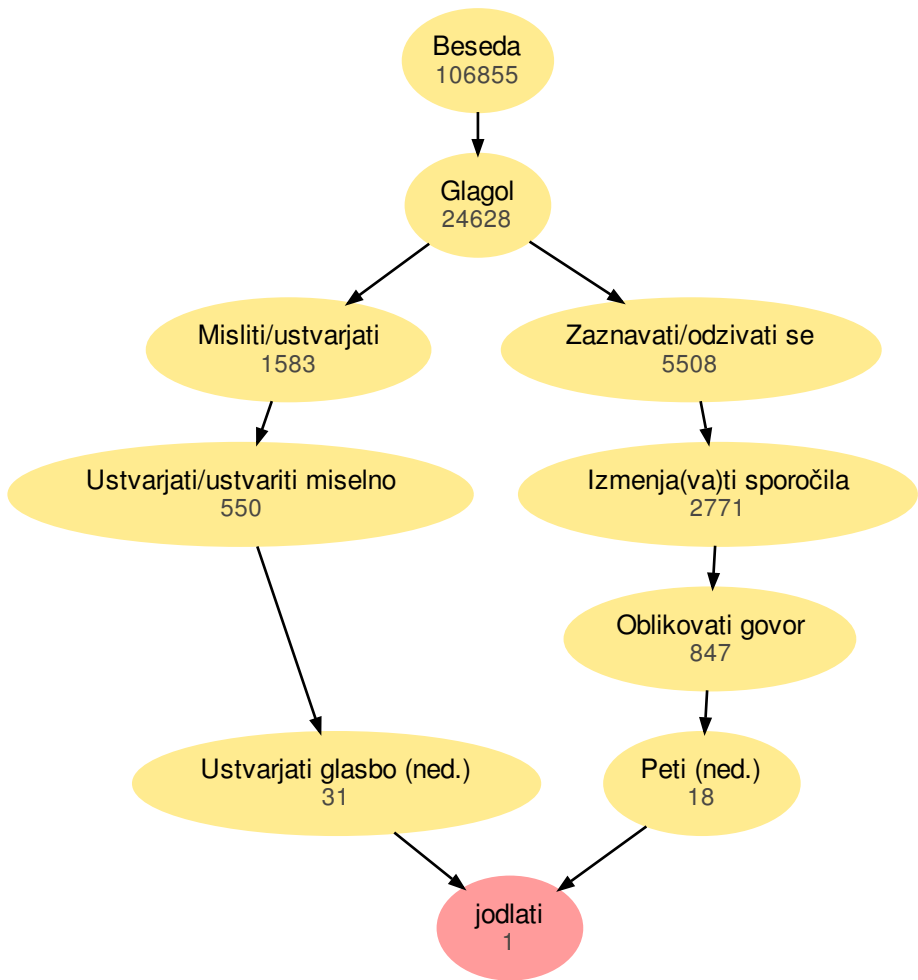 Beseda
106855
Glagol
24628
Misliti/ustvarjati
1583
Zaznavati/odzivati se
5508
Ustvarjati/ustvariti miselno
550
Izmenja(va)ti sporočila
2771
Oblikovati govor
847
Ustvarjati glasbo (ned.)
31
Peti (ned.)
18
jodlati
1